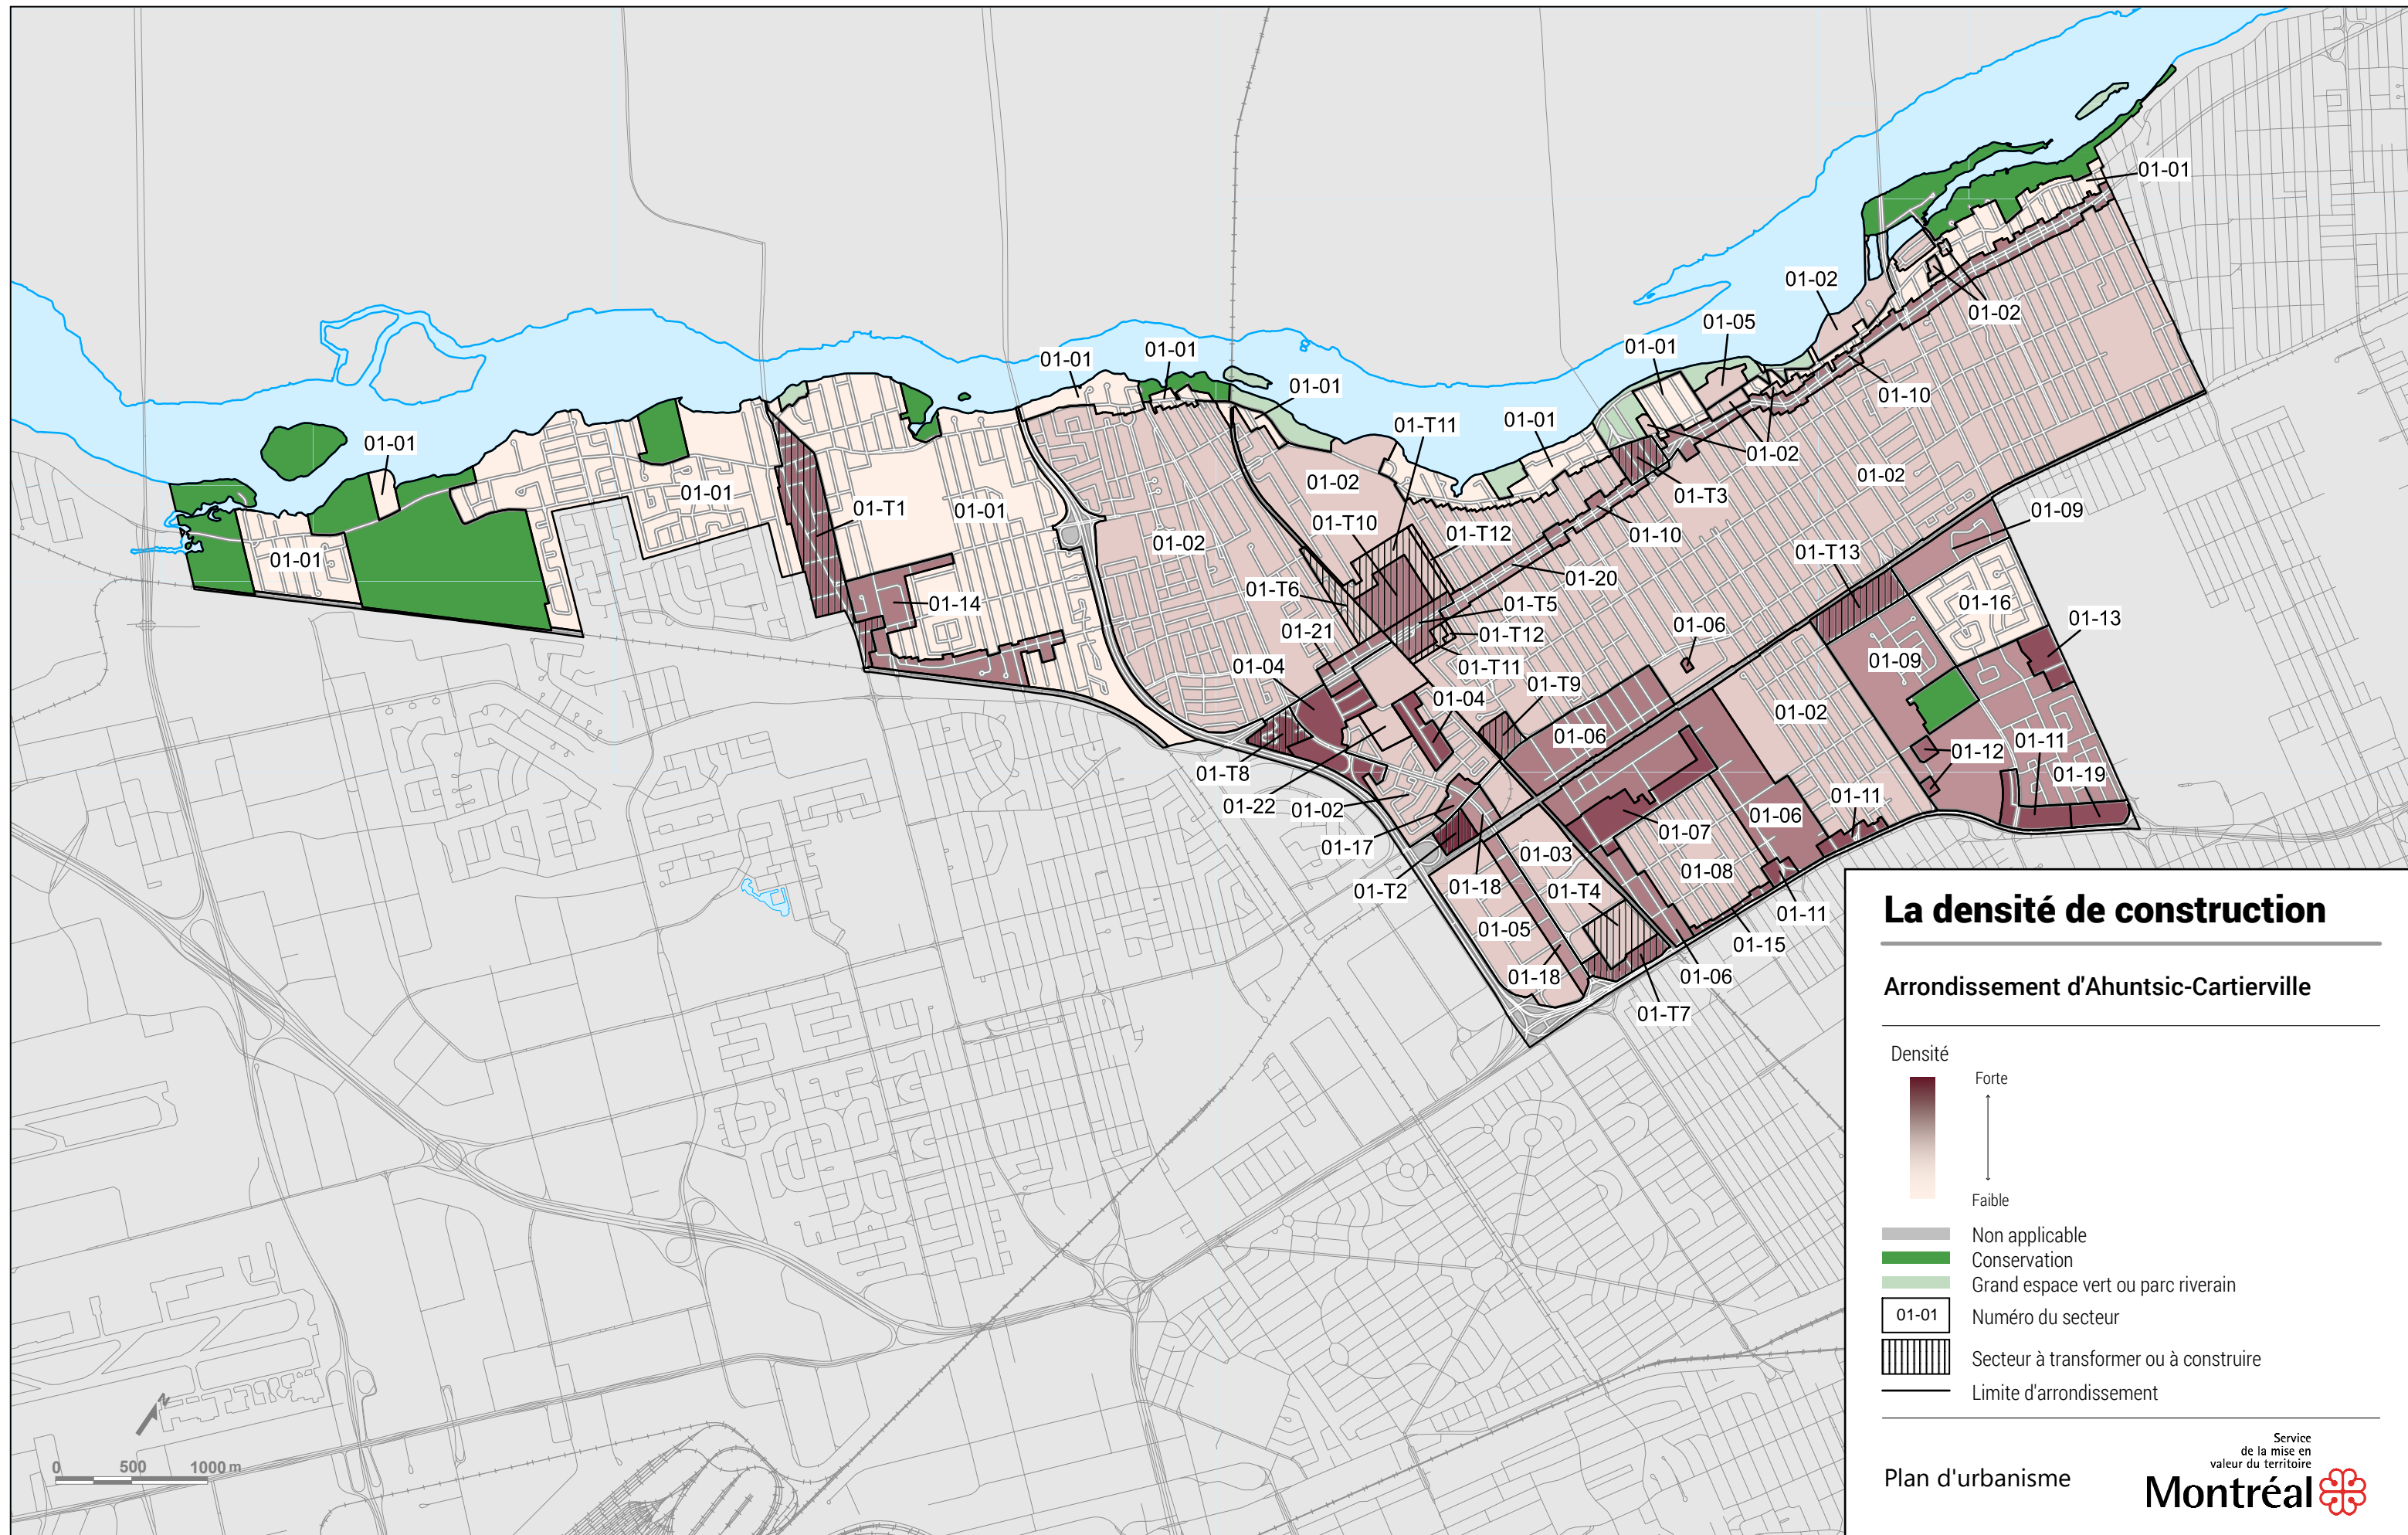 01-01
01-02
01-02
01-05
01-01
01-01
01-01
01-10
01-01
01-T11
01-01
01-01
01-02
01-02
01-02
01-01
01-T3
01-T1
01-01
01-09
01-T10
01-T12
01-10
01-02
01-T13
01-01
01-20
01-T6
01-14
01-T5
01-16
01-21
01-T12
01-06
01-13
01-04
01-T11
01-09
01-T9
01-04
01-02
01-06
01-11
01-12
01-T8
01-19
01-22
01-02
01-11
01-06
01-07
01-17
01-03
01-08
01-T2
01-18
01-T4
01-11
01-05
01-15
01-18
01-06
01-T7
La densité de construction
Arrondissement d'Ahuntsic-Cartierville
Densité
Forte
Faible
Non applicable
Conservation
Grand espace vert ou parc riverain
01-01 Numéro du secteur
Secteur à transformer ou à construire
Limite d'arrondissement
Plan d'urbanisme
Service
de la mise en
valeur du territoire
Montréal
N
0 500 1000 m